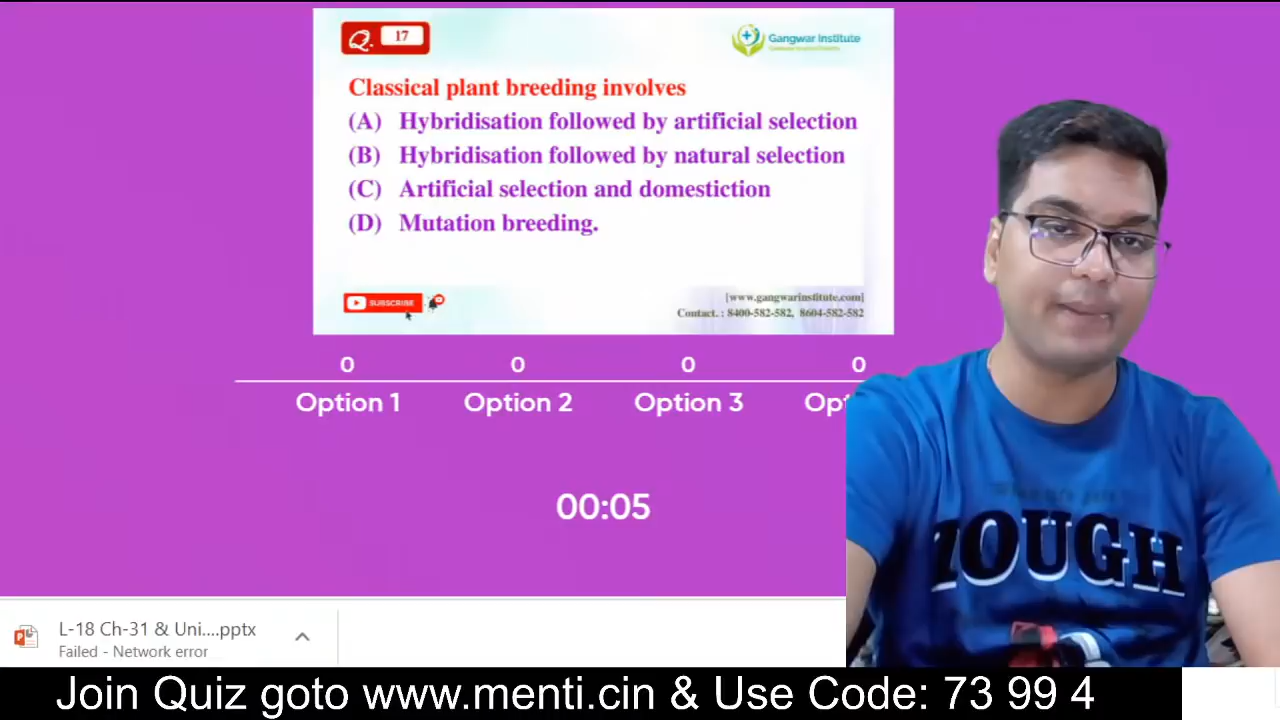 Q. 17
Gangwar Institute
Classical plant breeding involves
(A) Hybridisation followed by artificial selection
(B) Hybridisation followed by natural selection
(C) Artificial selection and domestiction
(D) Mutation breeding.
SUBSCRIBE
[www.gangwarinstitute.com]
Contact. : 8400-582-582, 8604-582-582
0 0 0 0
Option 1 Option 2 Option 3 Opt
00:05
TOUGH
L-18 Ch-31 & Uni....pptx
Failed - Network error
Join Quiz goto www.menti.cin & Use Code: 73 99 4